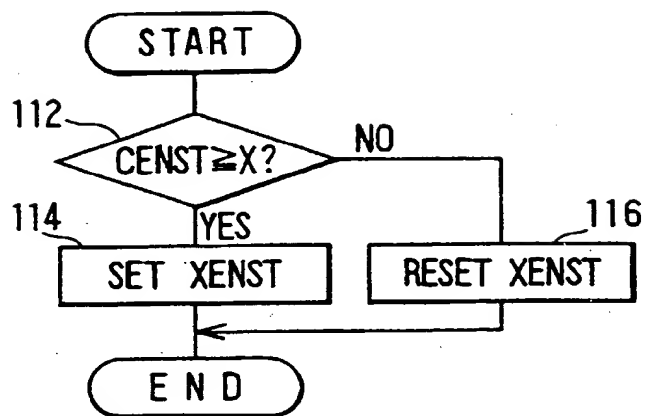 START
112
CENST≧X?
NO
114
YES
116
SET XENST
RESET XENST
END